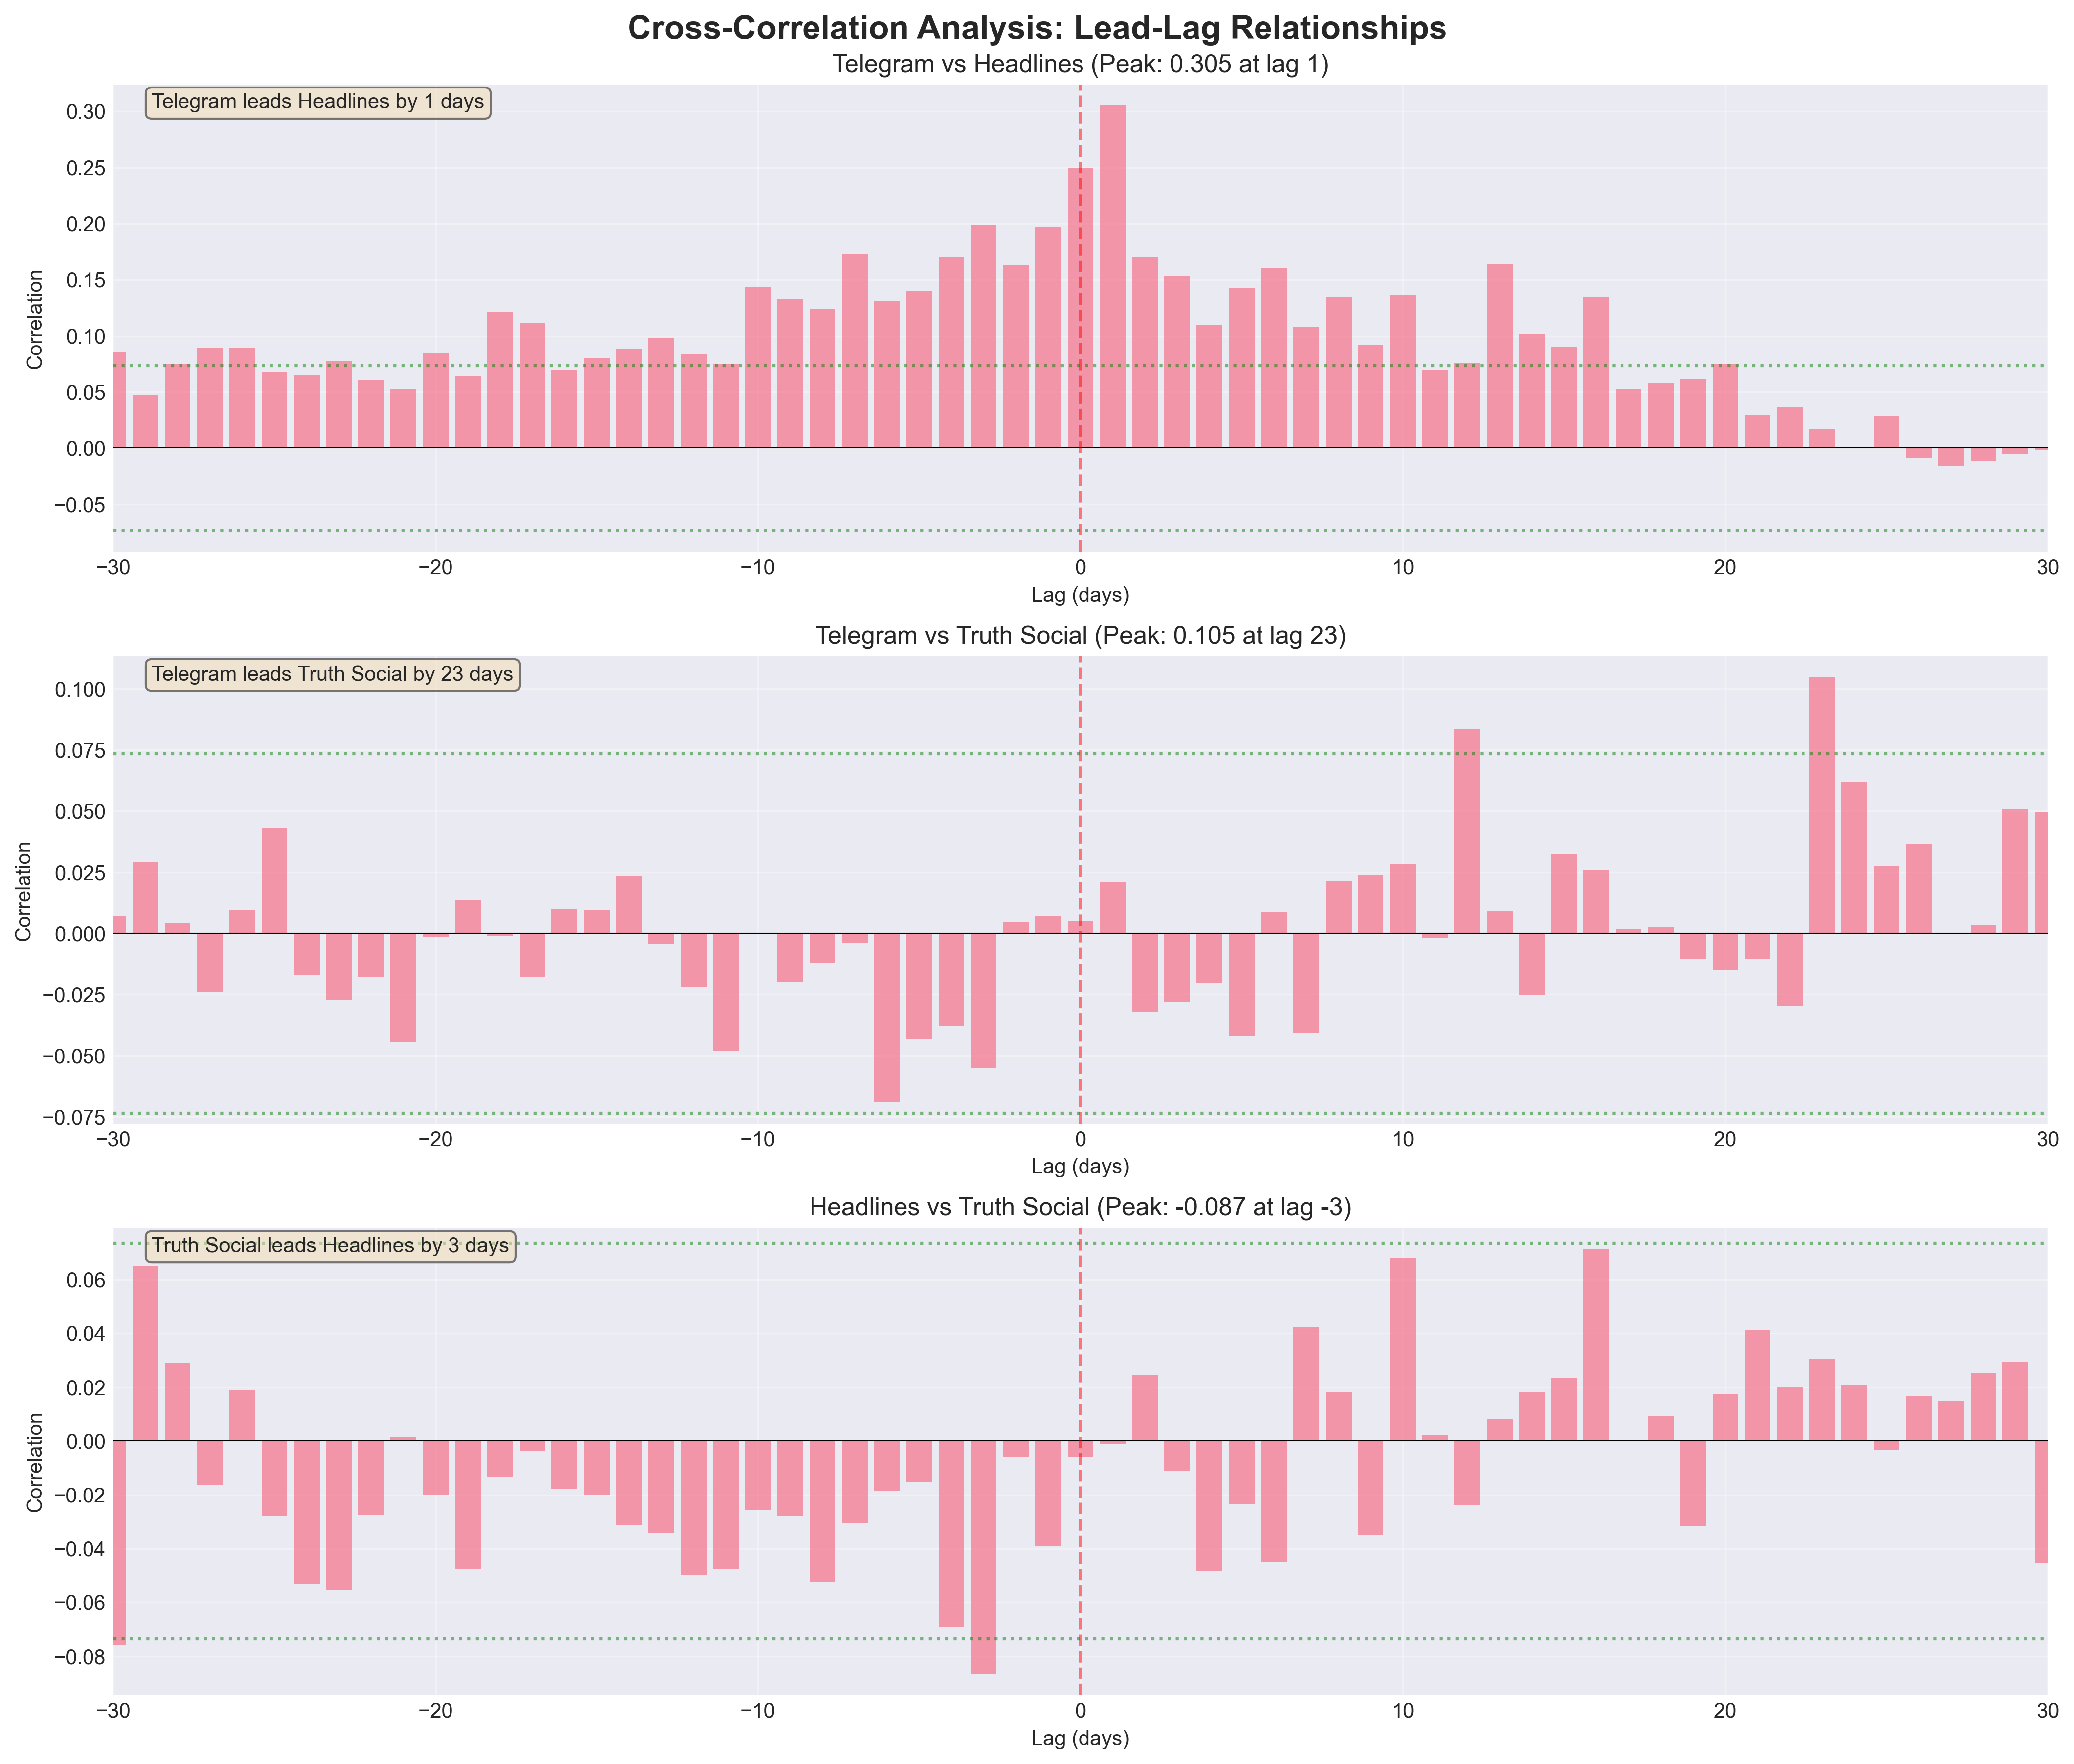 Cross-Correlation Analysis: Lead-Lag Relationships
Telegram vs Headlines (Peak: 0.305 at lag 1)
Telegram leads Headlines by 1 days
0.30
0.25
0.20
0.15
0.10
0.05
0.00
−0.05
Correlation
−30 −20 −10 0 10 20 30
Lag (days)
Telegram vs Truth Social (Peak: 0.105 at lag 23)
Telegram leads Truth Social by 23 days
0.100
0.075
0.050
0.025
0.000
−0.025
−0.050
−0.075
Correlation
−30 −20 −10 0 10 20 30
Lag (days)
Headlines vs Truth Social (Peak: -0.087 at lag -3)
Truth Social leads Headlines by 3 days
0.06
0.04
0.02
0.00
−0.02
−0.04
−0.06
−0.08
Correlation
−30 −20 −10 0 10 20 30
Lag (days)